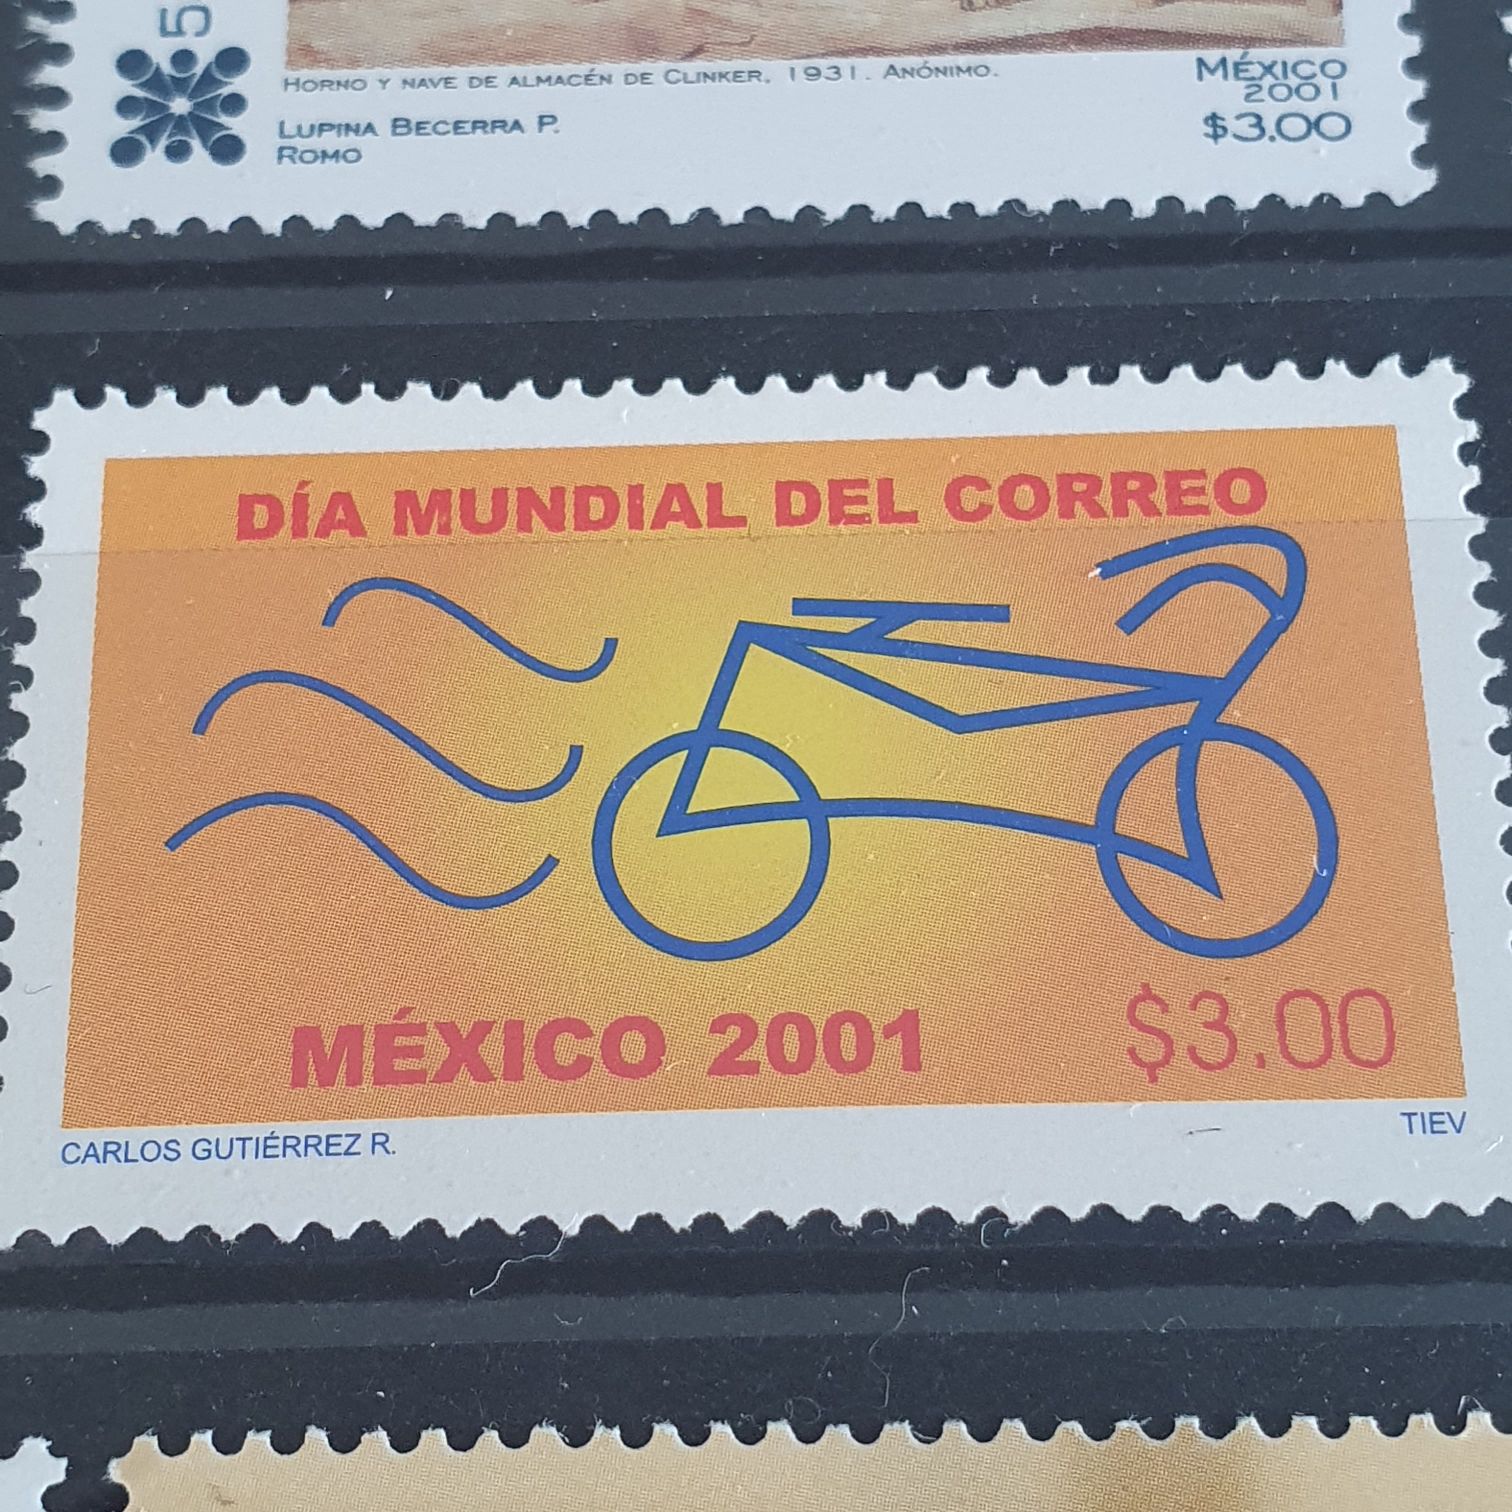 5
HORNO Y NAVE DE ALMACÉN DE CLINKER, 1931. ANÓNIMO.
LUPINA BECERRA P.
ROMO
MÉXICO
2001
$3.00
DÍA MUNDIAL DEL CORREO
MÉXICO 2001
$3.00
CARLOS GUTIÉRREZ R.
TIEV